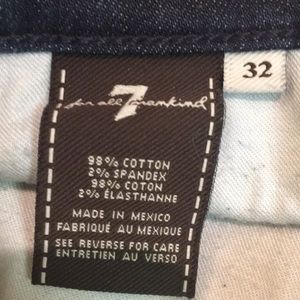 32
7
for all mankind
98% COTTON
2% SPANDEX
98% COTON
2% ÉLASTHANNE
MADE IN MEXICO
FABRIQUÉ AU MEXIQUE
SEE REVERSE FOR CARE
ENTRETIEN AU VERSO